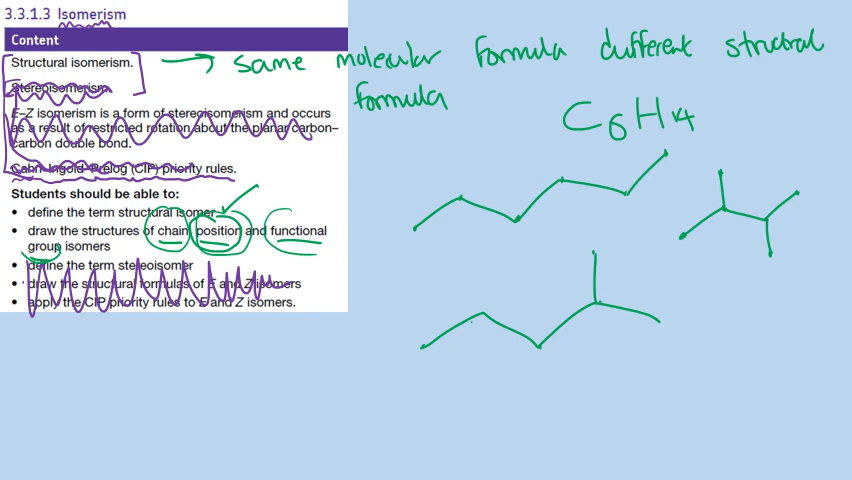 3.3.1.3 Isomerism
Content
Structural isomerism.
Stereoisomerism.
E–Z isomerism is a form of stereoisomerism and occurs
as a result of restricted rotation about the planar carbon–
carbon double bond.
Cahn–Ingold–Prelog (CIP) priority rules.
Students should be able to:
• define the term structural isomer
• draw the structures of chain, position and functional
group isomers
• define the term stereoisomer
• draw the structural formulas of E and Z isomers
• apply the CIP priority rules to E and Z isomers.
→ same molecular formula different structral
formula
C6H14